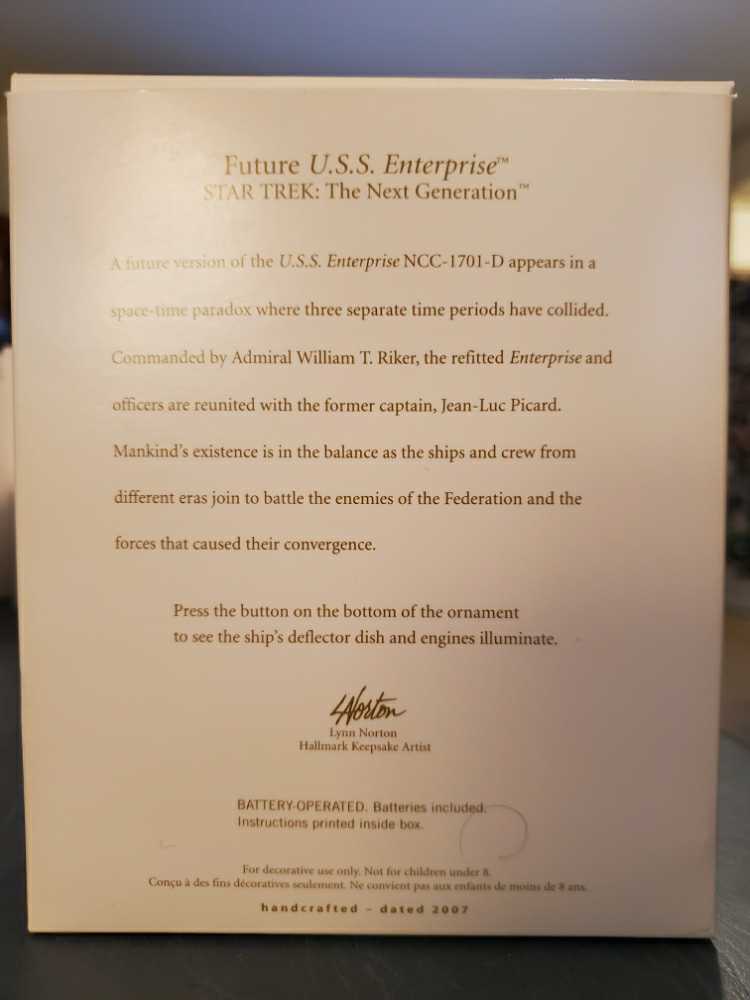 Future U.S.S. Enterprise™
STAR TREK: The Next Generation™
A future version of the U.S.S. Enterprise NCC-1701-D appears in a
space-time paradox where three separate time periods have collided.
Commanded by Admiral William T. Riker, the refitted Enterprise and
officers are reunited with the former captain, Jean-Luc Picard.
Mankind's existence is in the balance as the ships and crew from
different eras join to battle the enemies of the Federation and the
forces that caused their convergence.
Press the button on the bottom of the ornament
to see the ship's deflector dish and engines illuminate.
LNorton
Lynn Norton
Hallmark Keepsake Artist
BATTERY-OPERATED. Batteries included.
Instructions printed inside box.
For decorative use only. Not for children under 8.
Conçu à des fins décoratives seulement. Ne convient pas aux enfants de moins de 8 ans.
handcrafted – dated 2007